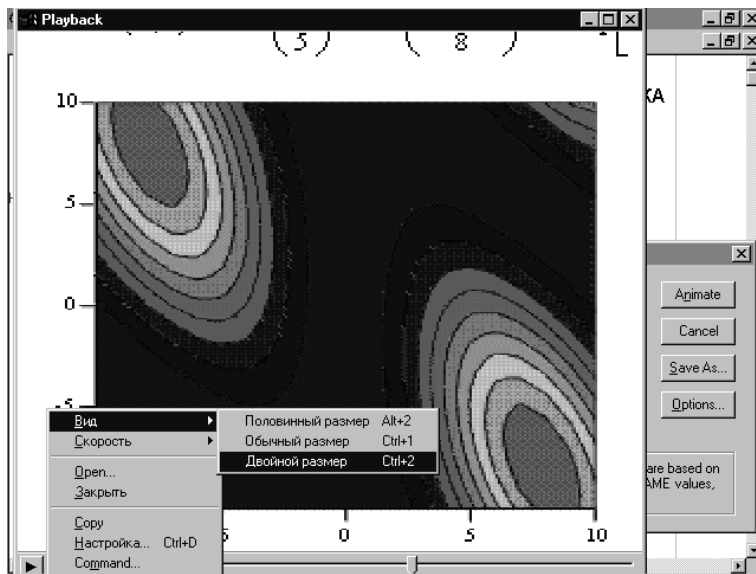 Playback
( 5 ) ( 8 )
10
5
0
-5
КА
Animate
Cancel
Save As...
Options...
are based on
AME values,
Вид
Скорость
Open...
Закрыть
Copy
Настройка... Ctrl+D
Command...
Половинный размер Alt+2
Обычный размер Ctrl+1
Двойной размер Ctrl+2
5 0 5 10